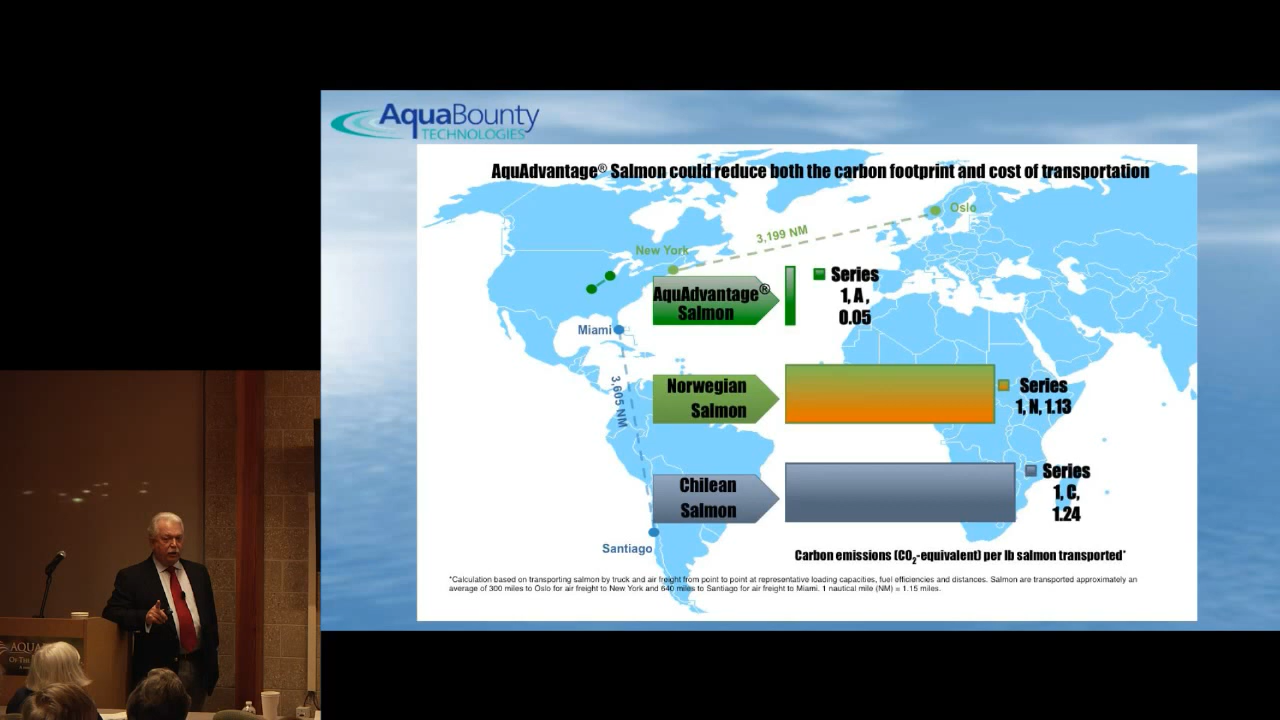 AquaBounty
TECHNOLOGIES
AquAdvantage® Salmon could reduce both the carbon footprint and cost of transportation
Oslo
3,199 NM
New York
AquAdvantage®
Salmon
Series
1, A ,
0.05
Miami
3,605 NM
Norwegian
Salmon
Series
1, N, 1.13
Chilean
Salmon
Series
1, C,
1.24
Santiago
Carbon emissions (CO2-equivalent) per lb salmon transported*
*Calculation based on transporting salmon by truck and air freight from point to point at representative loading capacities, fuel efficiencies and distances. Salmon are transported approximately an
average of 300 miles to Oslo for air freight to New York and 640 miles to Santiago for air freight to Miami. 1 nautical mile (NM) = 1.15 miles.